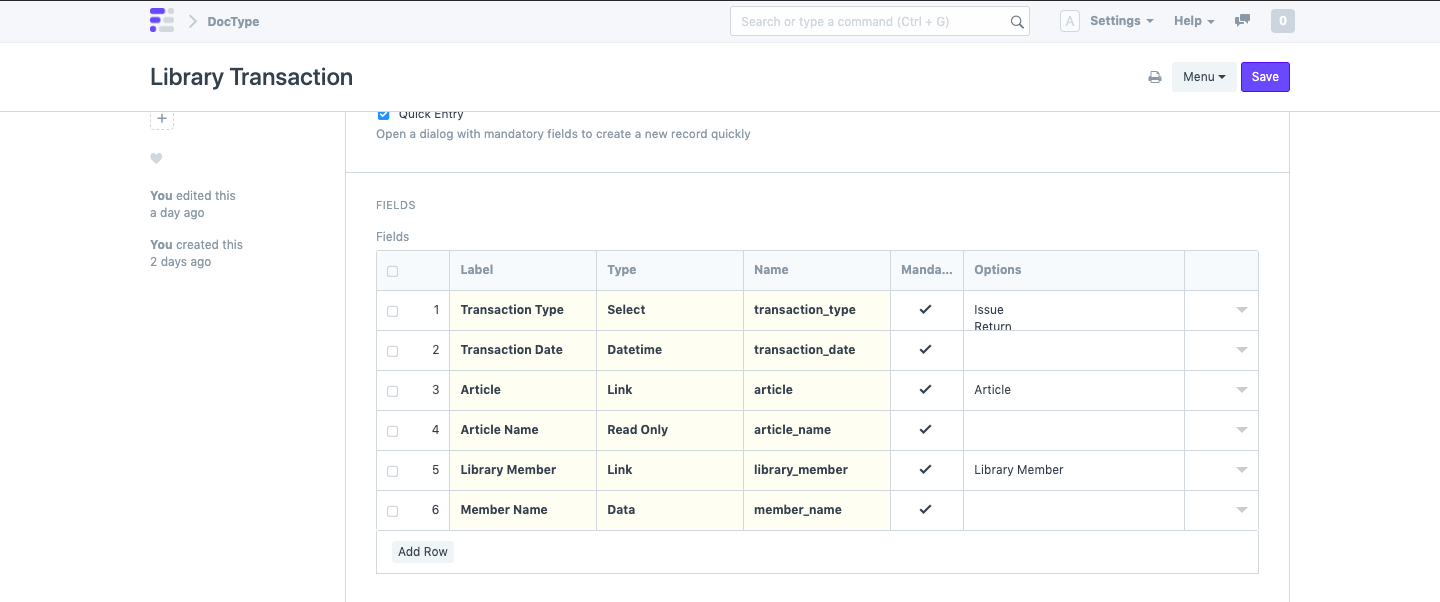 DocType
Search or type a command (Ctrl + G)
A
Settings
Help
0
Library Transaction
Menu
Save
+
Quick Entry
Open a dialog with mandatory fields to create a new record quickly
You edited this
a day ago
You created this
2 days ago
FIELDS
Fields
Label Type Name Manda... Options
1 Transaction Type Select transaction_type Issue
Return
2 Transaction Date Datetime transaction_date
3 Article Link article Article
4 Article Name Read Only article_name
5 Library Member Link library_member Library Member
6 Member Name Data member_name
Add Row